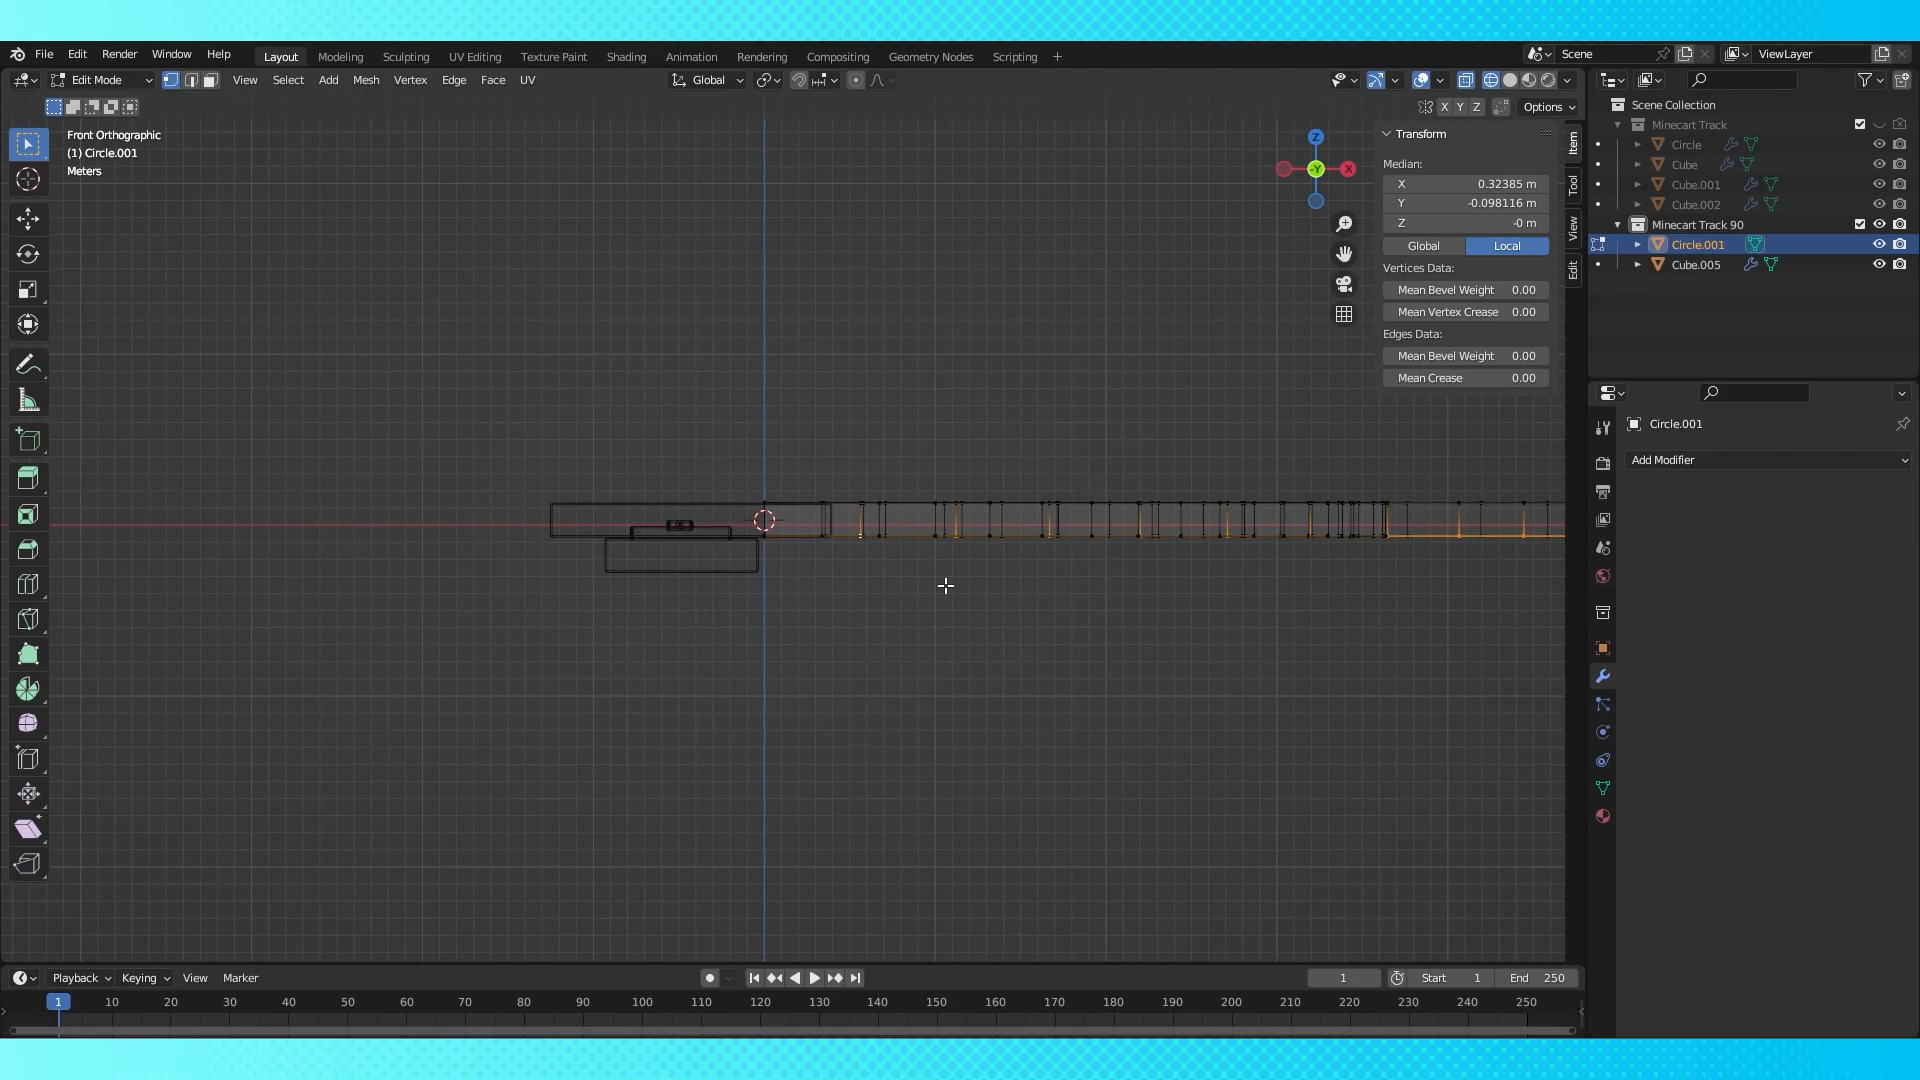 File Edit Render Window Help Layout Modeling Sculpting UV Editing Texture Paint Shading Animation Rendering Compositing Geometry Nodes Scripting + Scene ViewLayer
Edit Mode View Select Add Mesh Vertex Edge Face UV Global
X Y Z Options
Front Orthographic
(1) Circle.001
Meters
Z
-Y
X
Transform
Median:
X 0.32385 m
Y -0.098116 m
Z -0 m
Global Local
Vertices Data:
Mean Bevel Weight 0.00
Mean Vertex Crease 0.00
Edges Data:
Mean Bevel Weight 0.00
Mean Crease 0.00
Item
Tool
View
Edit
Scene Collection
Minecart Track
Circle
Cube
Cube.001
Cube.002
Minecart Track 90
Circle.001
Cube.005
Circle.001
Add Modifier
Playback Keying View Marker 1 Start 1 End 250
1 10 20 30 40 50 60 70 80 90 100 110 120 130 140 150 160 170 180 190 200 210 220 230 240 250